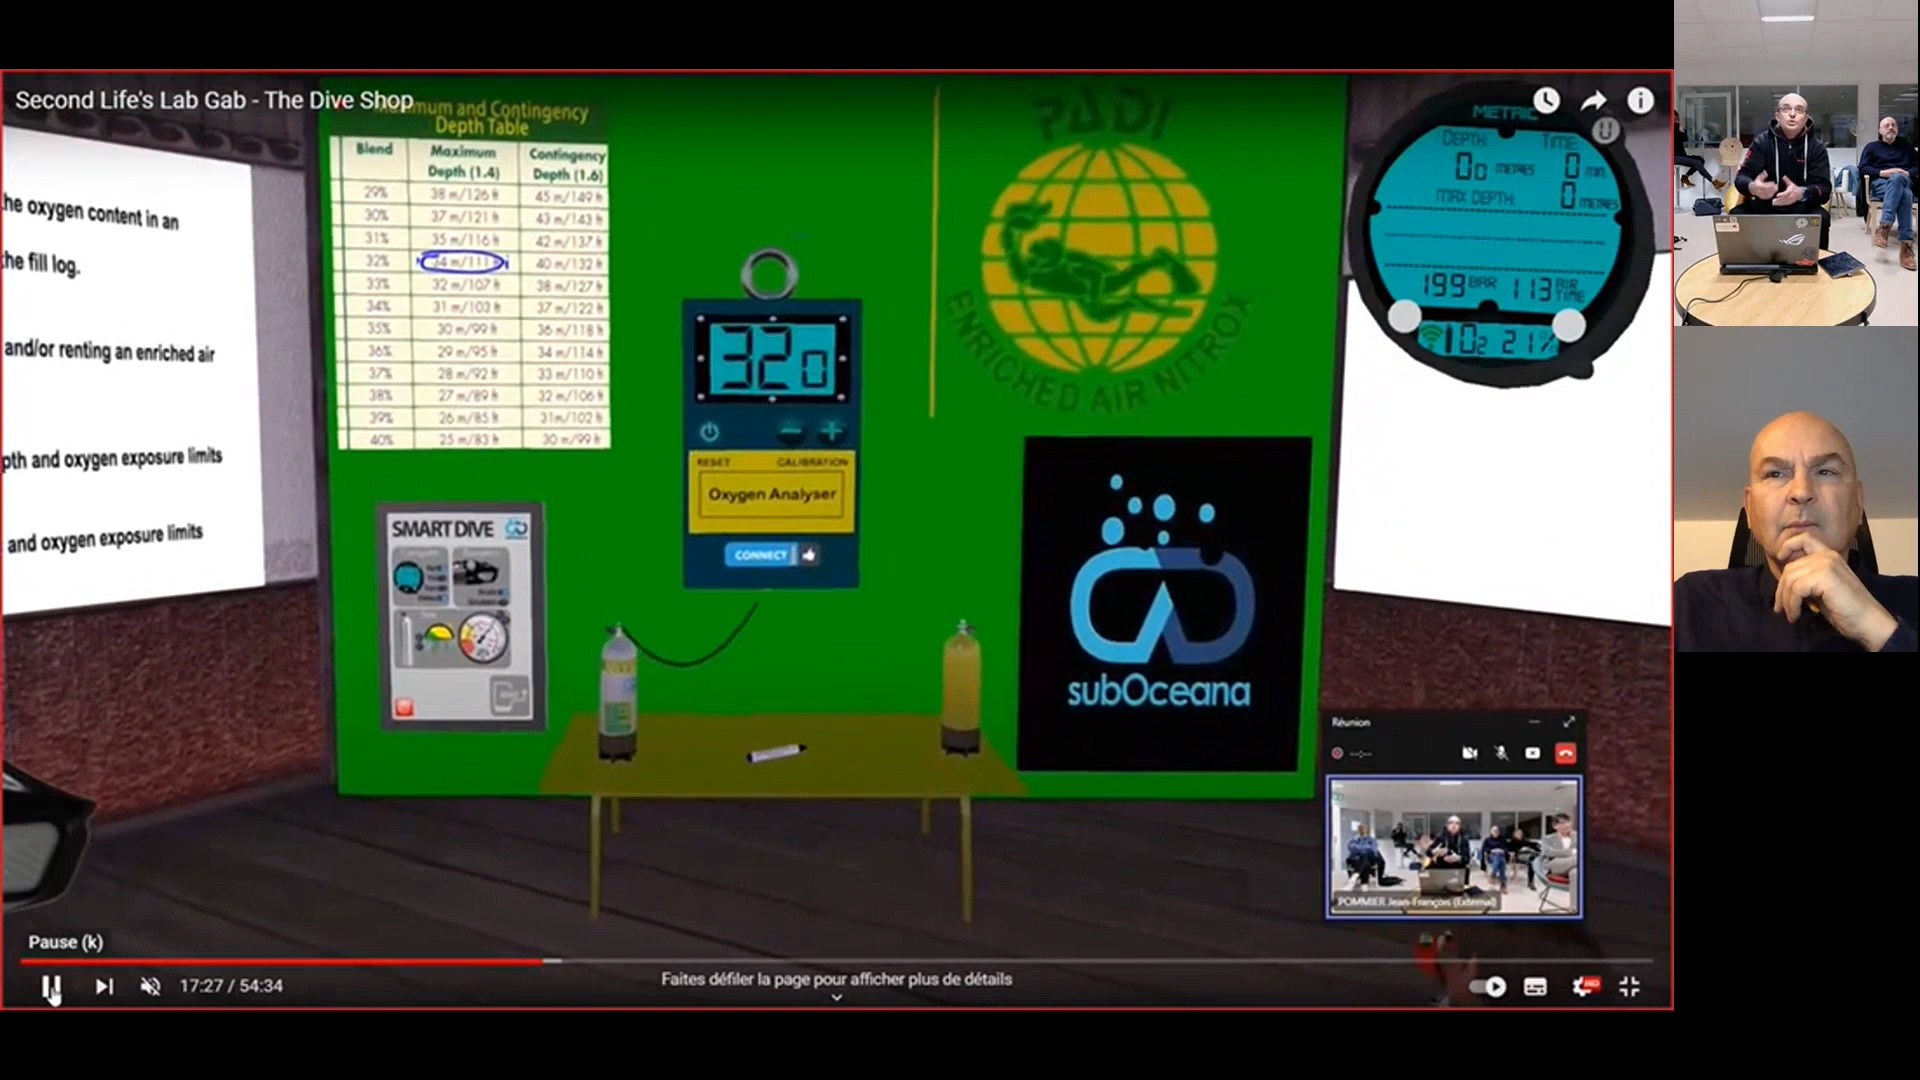 Second Life's Lab Gab - The Dive Shop
and Contingency
Depth Table
Blend Maximum Depth (1.4) Contingency Depth (1.6)
29% 38 m/126 ft 45 m/149 ft
30% 37 m/121 ft 43 m/143 ft
31% 35 m/116 ft 42 m/137 ft
32% 34 m/111 40 m/132 ft
33% 32 m/107 ft 38 m/127 ft
34% 31 m/103 ft 37 m/122 ft
35% 30 m/99 ft 36 m/118 ft
36% 29 m/95 ft 34 m/114 ft
37% 28 m/92 ft 33 m/110 ft
38% 27 m/89 ft 32 m/106 ft
39% 26 m/85 ft 31m/102 ft
40% 25 m/83 ft 30 m/99 ft
the oxygen content in an
the fill log.
and/or renting an enriched air
pth and oxygen exposure limits
and oxygen exposure limits
320
RESET CALIBRATION
Oxygen Analyser
CONNECT
SMART DIVE
PADI
ENRICHED AIR NITROX
METRIC
DEPTH: TIME:
00 METRES 0 MIN
MAX DEPTH: 0 METRES
199 BAR 113 AIR TIME
O2 21%
subOceana
Réunion
--:--
POMMIER Jean-François (External)
Pause (k)
17:27 / 54:34
Faites défiler la page pour afficher plus de détails
HD